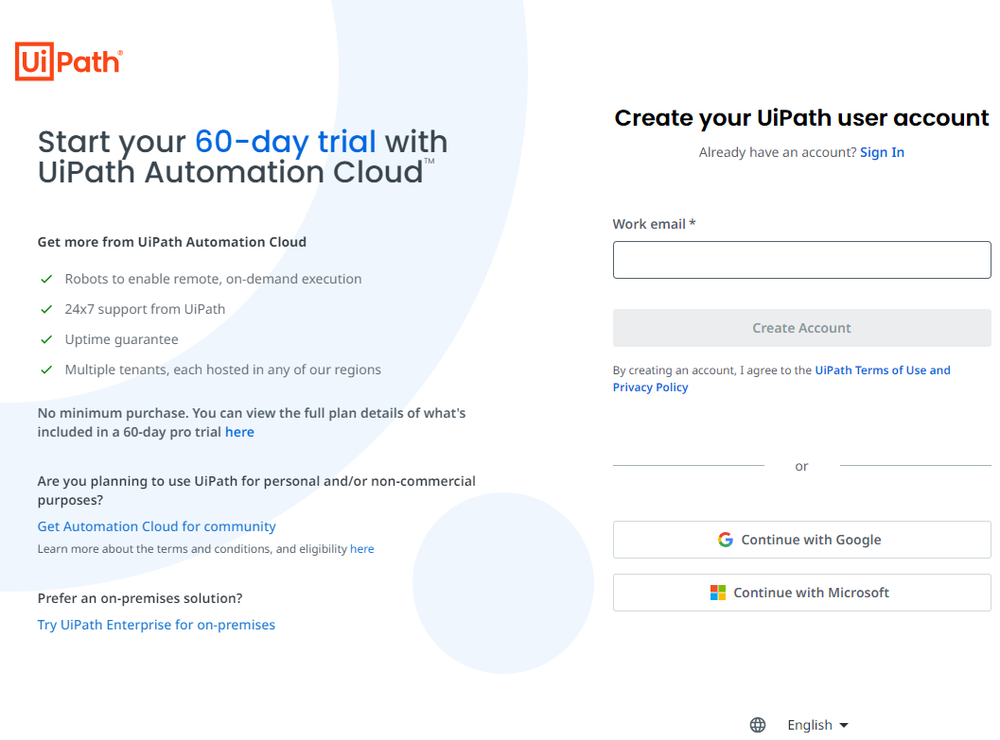 UiPath®
Start your 60-day trial with
UiPath Automation Cloud™
Get more from UiPath Automation Cloud
Robots to enable remote, on-demand execution
24x7 support from UiPath
Uptime guarantee
Multiple tenants, each hosted in any of our regions
No minimum purchase. You can view the full plan details of what's
included in a 60-day pro trial here
Are you planning to use UiPath for personal and/or non-commercial
purposes?
Get Automation Cloud for community
Learn more about the terms and conditions, and eligibility here
Prefer an on-premises solution?
Try UiPath Enterprise for on-premises
Create your UiPath user account
Already have an account? Sign In
Work email *
Create Account
By creating an account, I agree to the UiPath Terms of Use and
Privacy Policy
or
Continue with Google
Continue with Microsoft
English